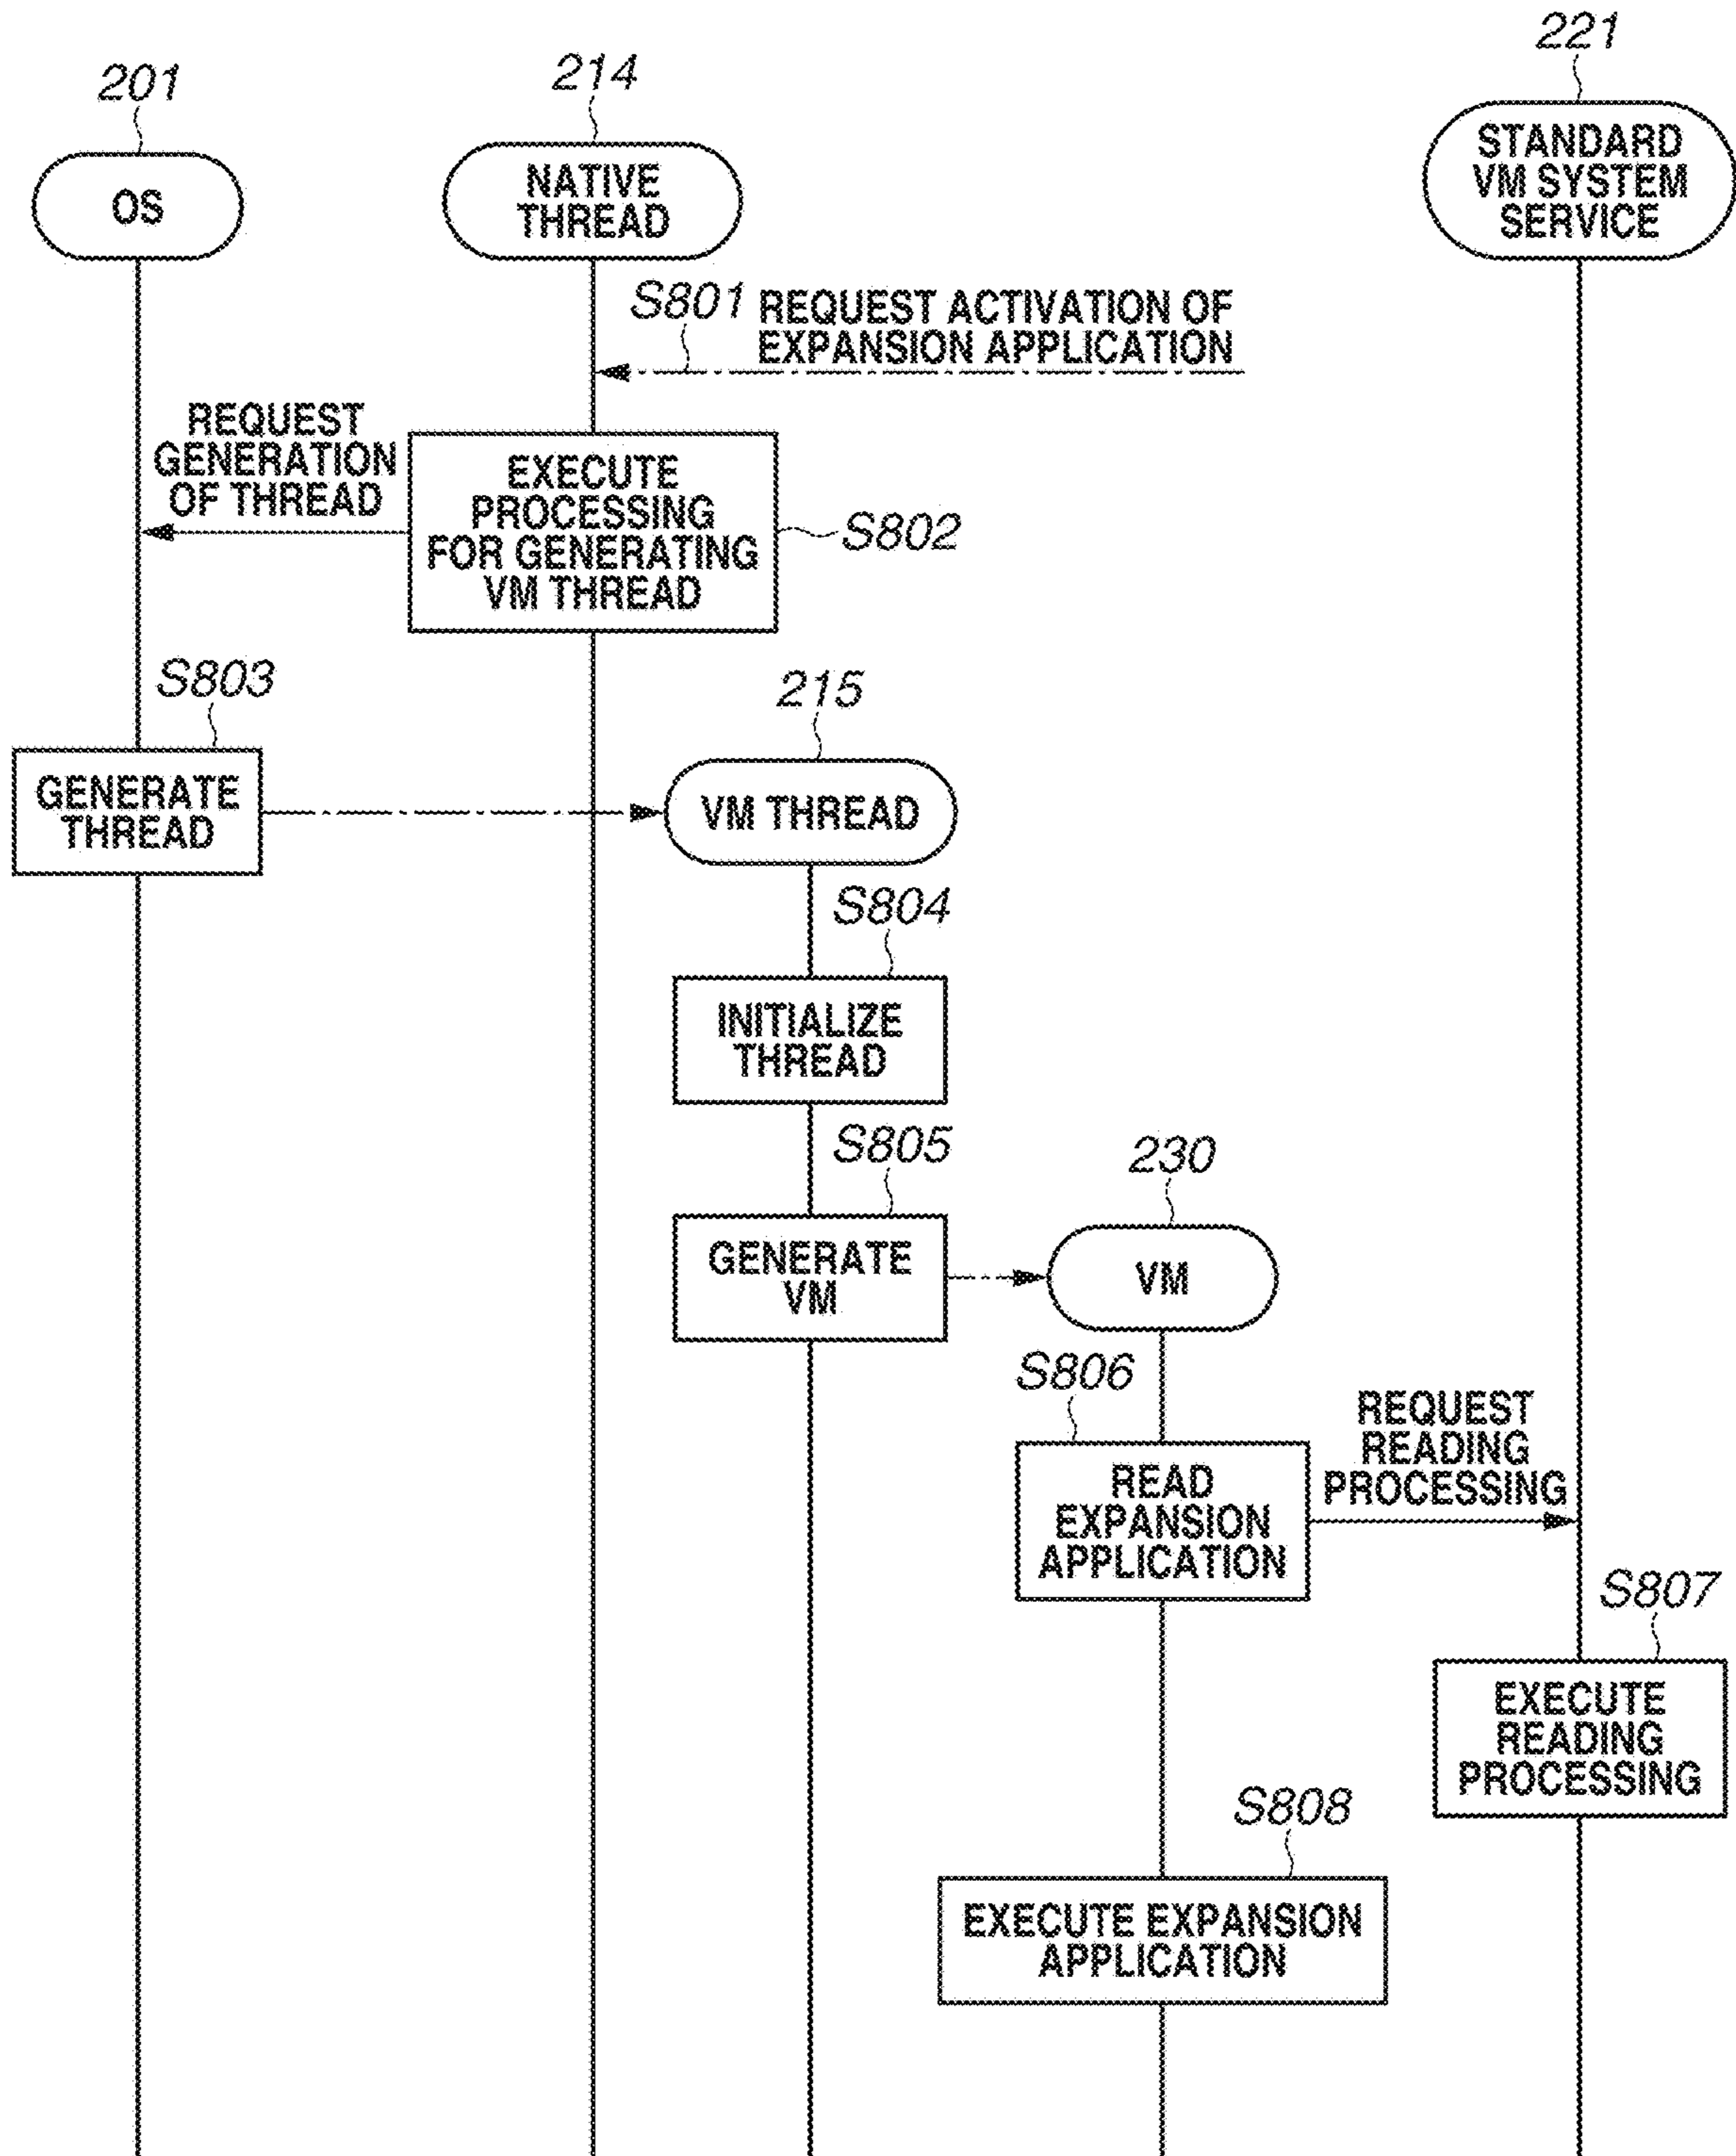 221
214
201
STANDARD
VM SYSTEM
SERVICE
NATIVE
THREAD
OS
S801
REQUEST ACTIVATION OF
EXPANSION APPLICATION
REQUEST
GENERATION
OF THREAD
EXECUTE
PROCESSING
FOR GENERATING
VM THREAD
S802
S803
215
GENERATE
THREAD
VM THREAD
S804
INITIALIZE
THREAD
S805
230
GENERATE
VM
VM
S806
REQUEST
READING
PROCESSING
READ
EXPANSION
APPLICATION
S807
EXECUTE
READING
PROCESSING
S808
EXECUTE EXPANSION
APPLICATION